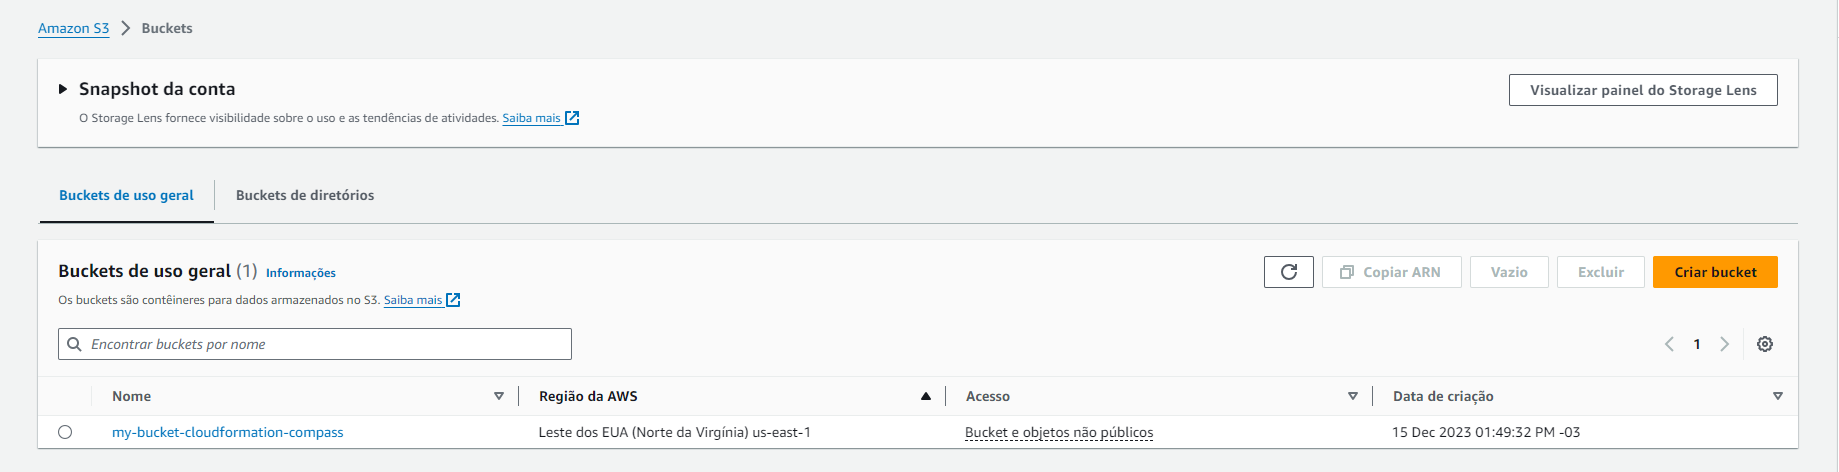 Amazon S3 > Buckets
Snapshot da conta
Visualizar painel do Storage Lens
O Storage Lens fornece visibilidade sobre o uso e as tendências de atividades. Saiba mais
Buckets de uso geral
Buckets de diretórios
Buckets de uso geral (1) Informações
Copiar ARN
Vazio
Excluir
Criar bucket
Os buckets são contêineres para dados armazenados no S3. Saiba mais
Encontrar buckets por nome
1
Nome
Região da AWS
Acesso
Data de criação
my-bucket-cloudformation-compass
Leste dos EUA (Norte da Virgínia) us-east-1
Bucket e objetos não públicos
15 Dec 2023 01:49:32 PM -03